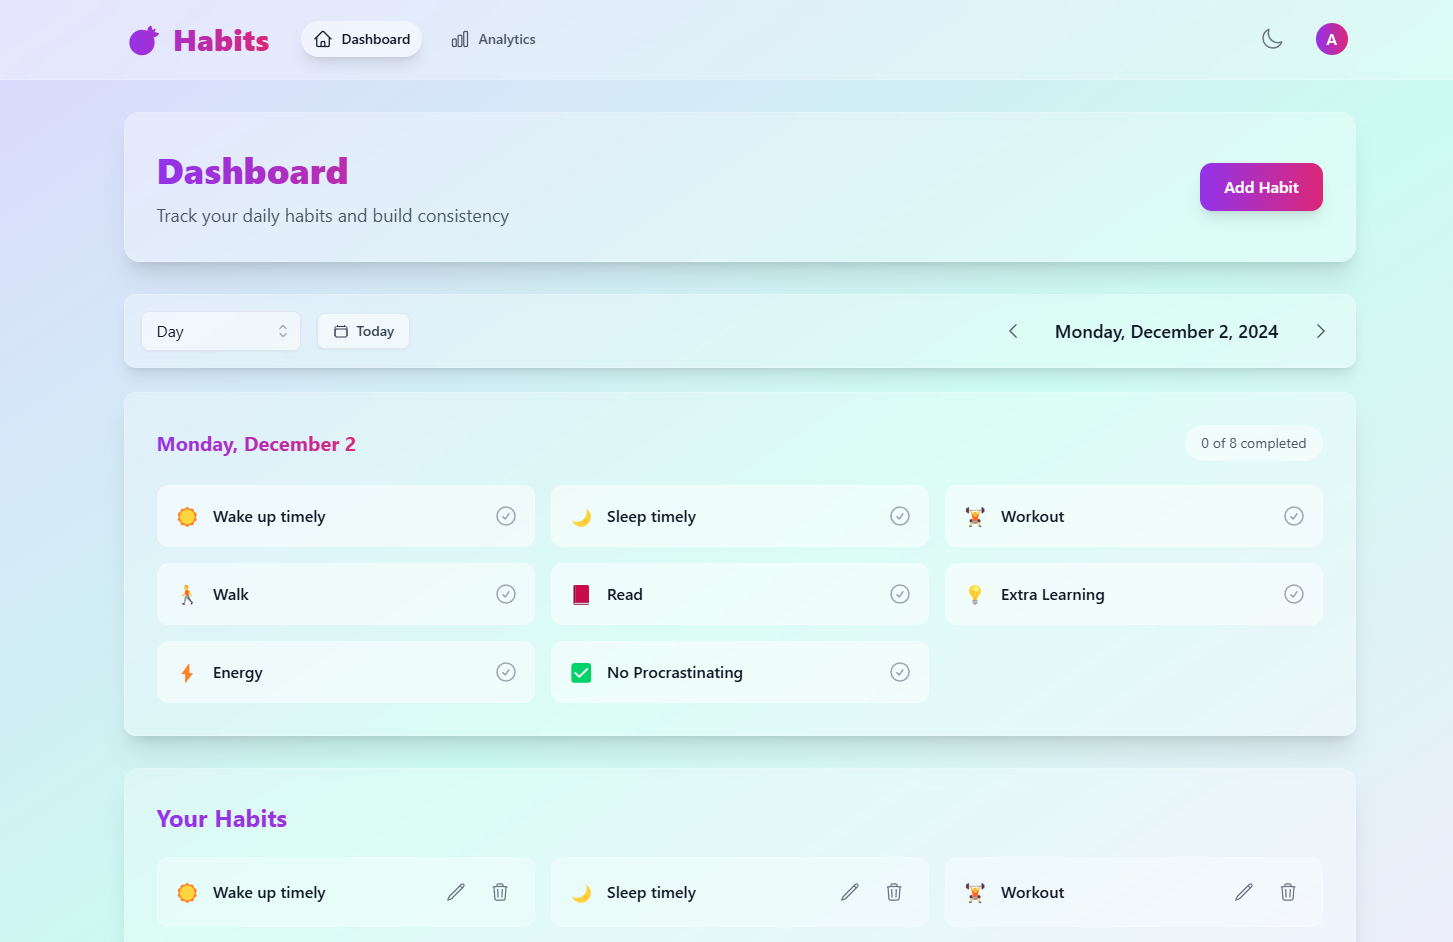 Habits
Dashboard
Analytics
A
Dashboard
Track your daily habits and build consistency
Add Habit
Day
Today
Monday, December 2, 2024
Monday, December 2
0 of 8 completed
Wake up timely
Sleep timely
Workout
Walk
Read
Extra Learning
Energy
No Procrastinating
Your Habits
Wake up timely
Sleep timely
Workout